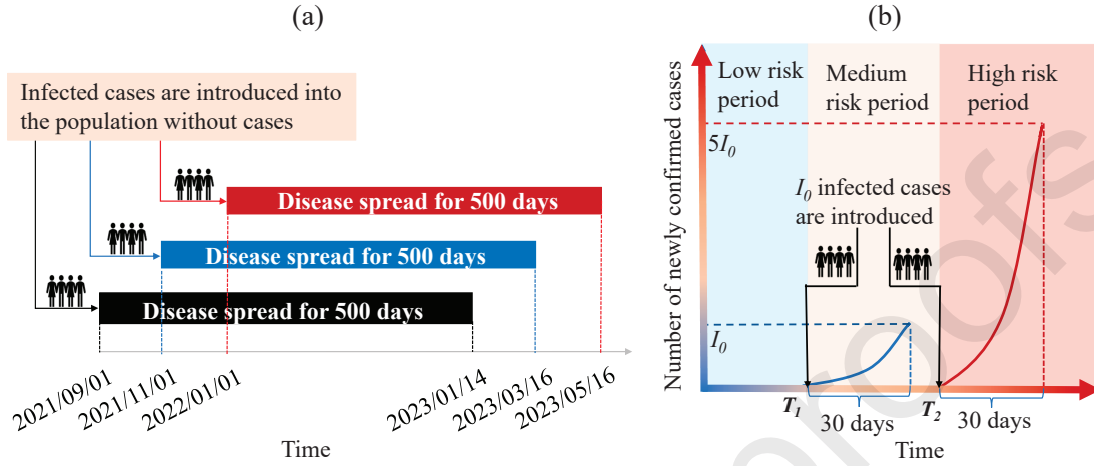 (a)
Infected cases are introduced into
the population without cases
Disease spread for 500 days
Disease spread for 500 days
Disease spread for 500 days
2021/09/01
2021/11/01
2022/01/01
2023/01/14
2023/03/16
2023/05/16
Time
(b)
Number of newly confirmed cases
Low risk
period
Medium
risk period
High risk
period
5I0
I0 infected cases
are introduced
I0
T1
30 days
T2
30 days
Time
proofs